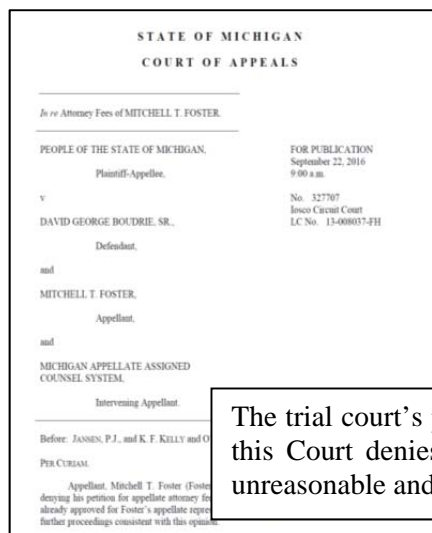 STATE OF MICHIGAN
COURT OF APPEALS
In re Attorney Fees of MITCHELL T. FOSTER.
PEOPLE OF THE STATE OF MICHIGAN,
Plaintiff-Appellee,
v
DAVID GEORGE BOUDRIE, SR.,
Defendant,
and
MITCHELL T. FOSTER,
Appellant,
and
MICHIGAN APPELLATE ASSIGNED
COUNSEL SYSTEM,
Intervening Appellant.
FOR PUBLICATION
September 22, 2016
9:00 a.m.
No. 327707
Iosco Circuit Court
LC No. 13-008037-FH
Before: JANSEN, P.J., and K. F. KELLY and O
PER CURIAM.
Appellant, Mitchell T. Foster (Foster
denying his petition for appellate attorney fe
already approved for Foster's appellate repre
further proceedings consistent with this opinion.
The trial court's
this Court denies
unreasonable and